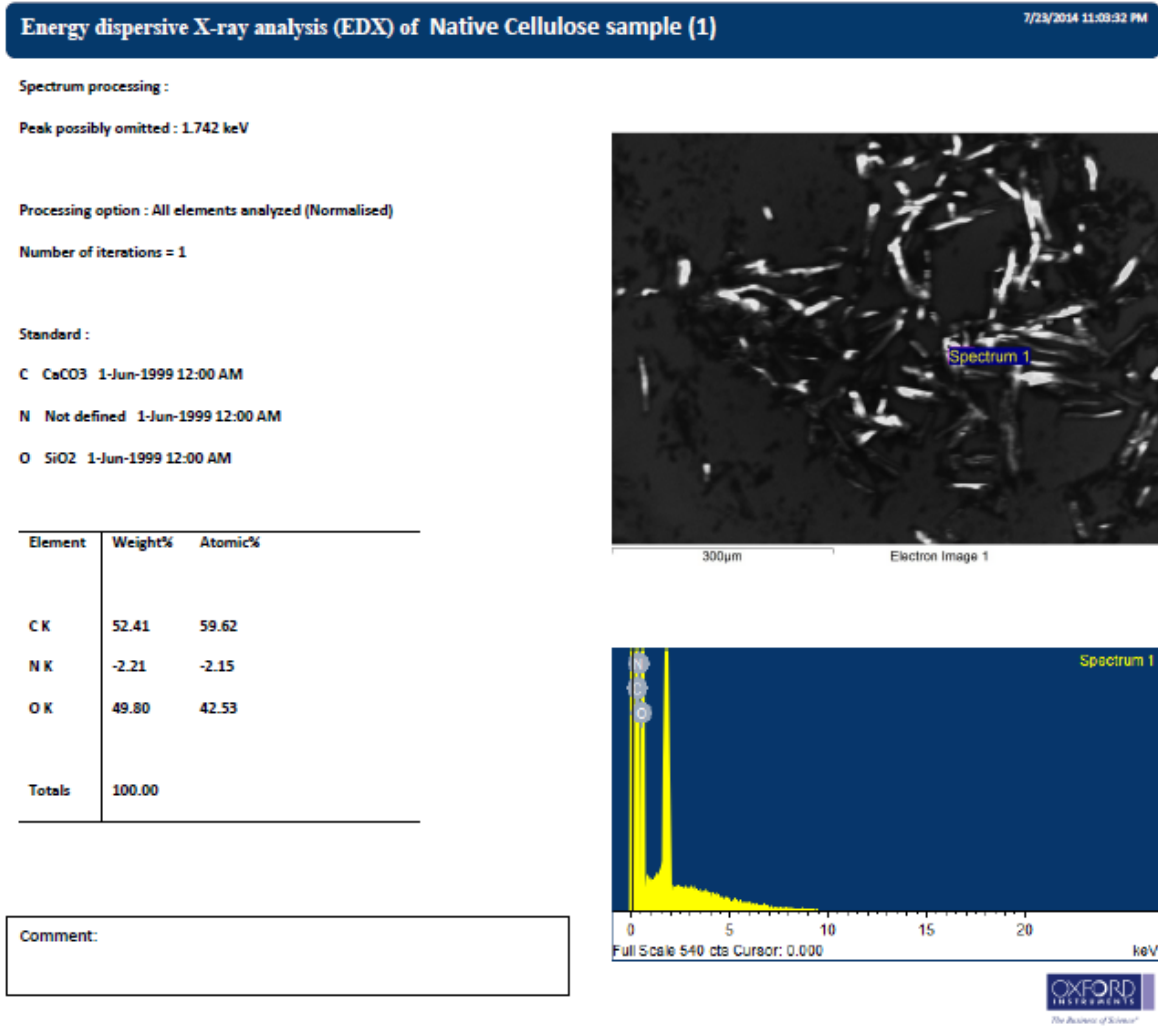 Energy dispersive X-ray analysis (EDX) of Native Cellulose sample (1)
7/23/2014 11:03:32 PM
Spectrum processing :
Peak possibly omitted : 1.742 keV
Processing option : All elements analyzed (Normalised)
Number of iterations = 1
Standard :
C CaCO3 1-Jun-1999 12:00 AM
N Not defined 1-Jun-1999 12:00 AM
O SiO2 1-Jun-1999 12:00 AM
Element Weight% Atomic%
C K 52.41 59.62
N K -2.21 -2.15
O K 49.80 42.53
Totals 100.00
Comment:
Spectrum 1
300µm Electron Image 1
Spectrum 1
N
C
O
0 5 10 15 20
Full Scale 540 cts Cursor: 0.000 keV
OXFORD
INSTRUMENTS
The Business of Science®